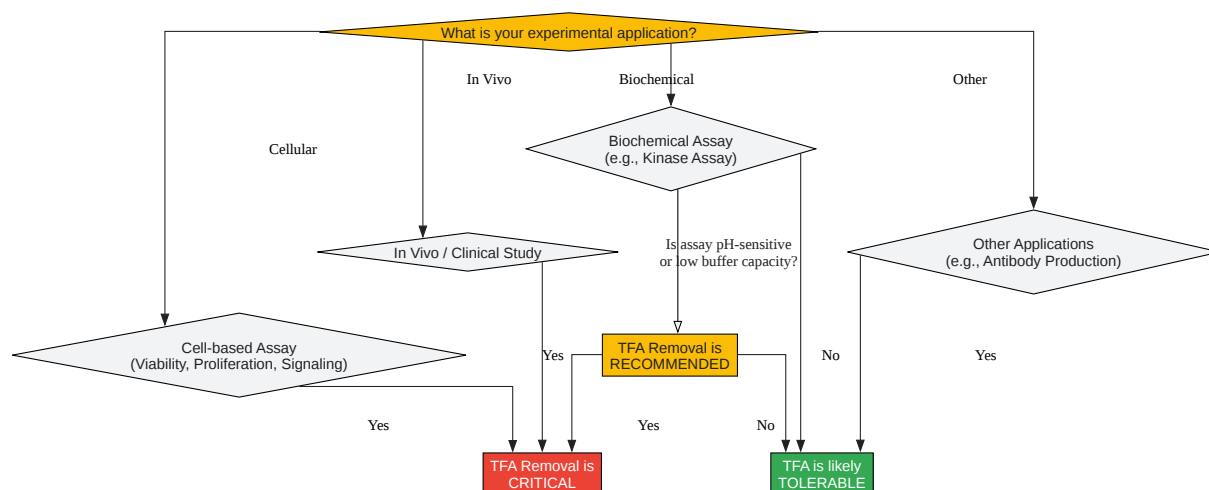 What is your experimental application?
In Vivo
Biochemical
Other
Cellular
Biochemical Assay
(e.g., Kinase Assay)
In Vivo / Clinical Study
Is assay pH-sensitive
or low buffer capacity?
Other Applications
(e.g., Antibody Production)
Cell-based Assay
(Viability, Proliferation, Signaling)
Yes
TFA Removal is
RECOMMENDED
No
Yes
Yes
Yes
No
TFA Removal is
CRITICAL
TFA is likely
TOLERABLE